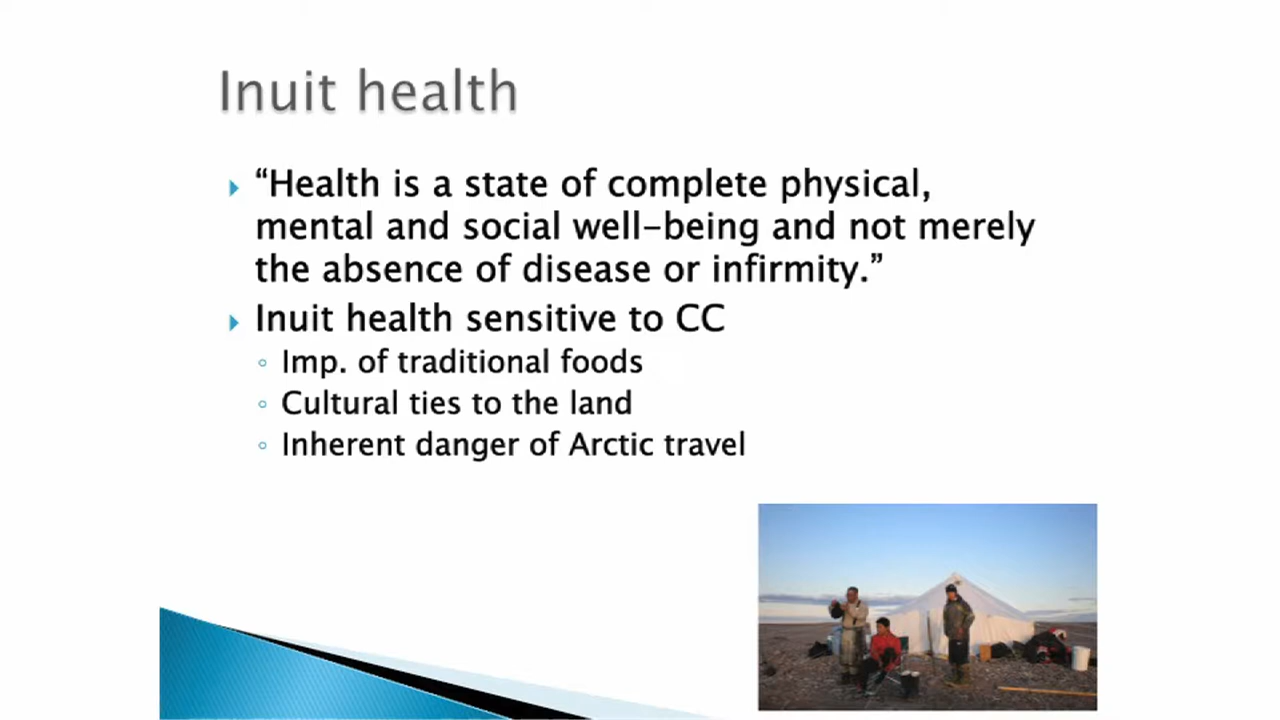 Inuit health
“Health is a state of complete physical,
mental and social well-being and not merely
the absence of disease or infirmity.”
Inuit health sensitive to CC
Imp. of traditional foods
Cultural ties to the land
Inherent danger of Arctic travel